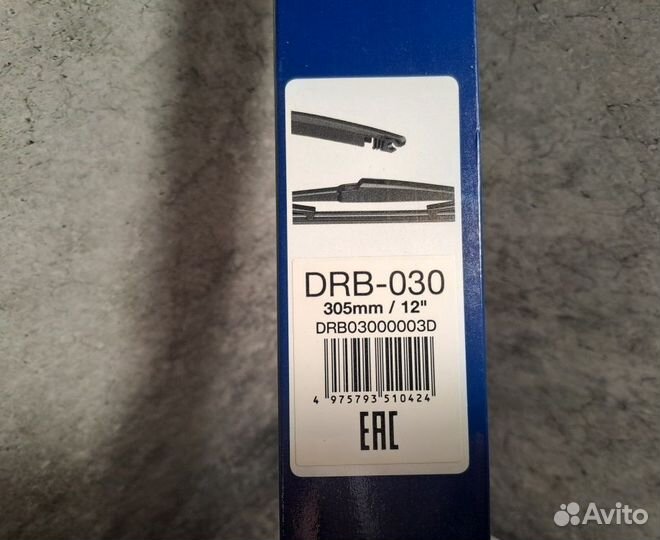 DRB-030
305mm / 12"
DRB03000003D
4 975793 510424
EAC
Avito